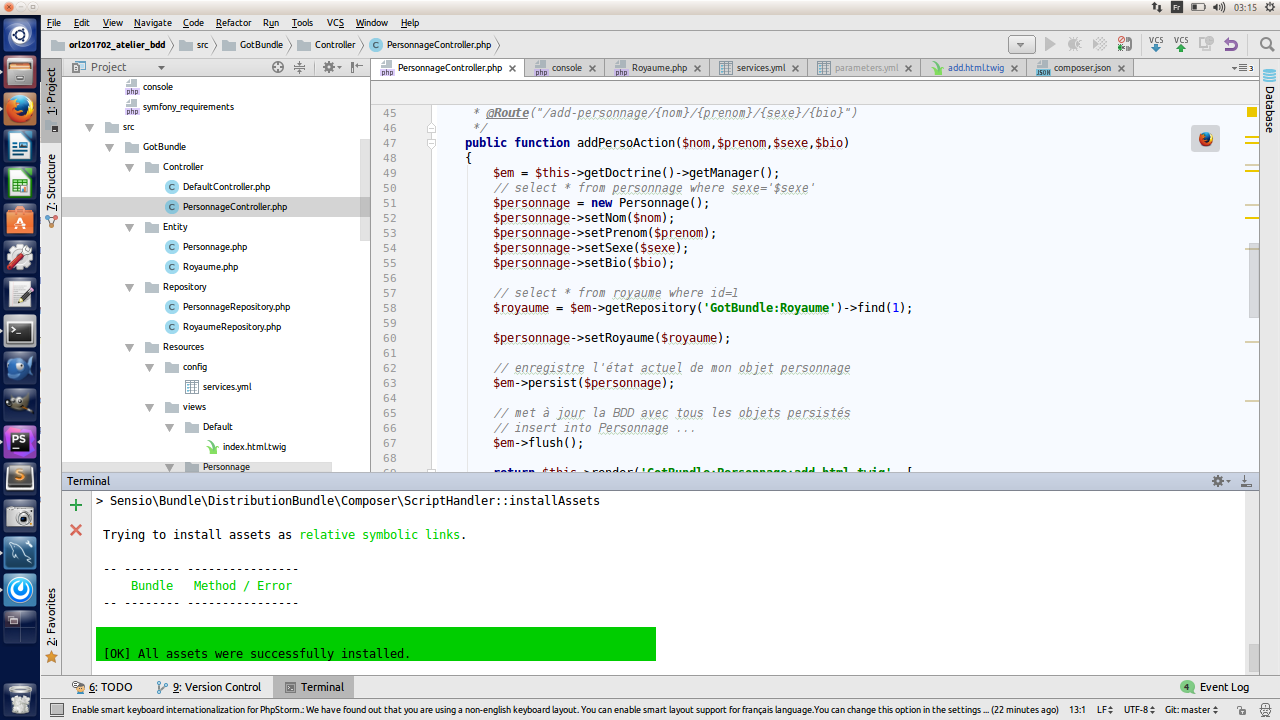 Fr
03:15
File Edit View Navigate Code Refactor Run Tools VCS Window Help
orl201702_atelier_bdd src GotBundle Controller PersonnageController.php
VCS VCS
Project
PersonnageController.php console Royaume.php services.yml parameters.yml add.html.twig composer.json
1: Project
7: Structure
2: Favorites
Database
console
symfony_requirements
src
GotBundle
Controller
DefaultController.php
PersonnageController.php
Entity
Personnage.php
Royaume.php
Repository
PersonnageRepository.php
RoyaumeRepository.php
Resources
config
services.yml
views
Default
index.html.twig
Personnage
45 * @Route("/add-personnage/{nom}/{prenom}/{sexe}/{bio}")
46 */
47 public function addPersoAction($nom,$prenom,$sexe,$bio)
48 {
49 $em = $this->getDoctrine()->getManager();
50 // select * from personnage where sexe='$sexe'
51 $personnage = new Personnage();
52 $personnage->setNom($nom);
53 $personnage->setPrenom($prenom);
54 $personnage->setSexe($sexe);
55 $personnage->setBio($bio);
56
57 // select * from royaume where id=1
58 $royaume = $em->getRepository('GotBundle:Royaume')->find(1);
59
60 $personnage->setRoyaume($royaume);
61
62 // enregistre l'état actuel de mon objet personnage
63 $em->persist($personnage);
64
65 // met à jour la BDD avec tous les objets persistés
66 // insert into Personnage ...
67 $em->flush();
68
69 return $this->render('GotBundle:Personnage:add.html.twig', [
Terminal
> Sensio\Bundle\DistributionBundle\Composer\ScriptHandler::installAssets
Trying to install assets as relative symbolic links.
-- -------- ----------------
Bundle Method / Error
-- -------- ----------------
[OK] All assets were successfully installed.
6: TODO 9: Version Control Terminal 4 Event Log
Enable smart keyboard internationalization for PhpStorm.: We have found out that you are using a non-english keyboard layout. You can enable smart layout support for français language.You can change this option in the settings ... (22 minutes ago) 13:1 LF UTF-8 Git: master